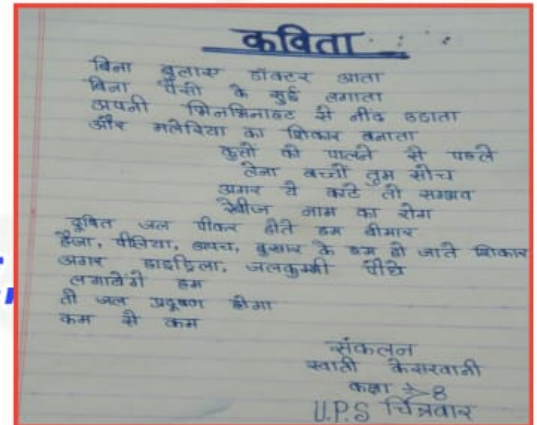 कविता
बिना बुलाए डॉक्टर आता
बिना पैसों के सुई लगाता
अपनी भिनभिनाहट से नींद उडाता
और मलेरिया का शिकार बनाता
कुत्तो को पालने से पहले
लेना बच्चों तुम सोच
अगर ये काटे तो सम्भव
रेबीज नाम का रोग
दूषित जल पीकर होते हम बीमार
हैजा, पीलिया, अपच, बुखार के हम हो जाते शिकार
अगर हाइड्रिला, जलकुम्भी पौधे
लगायेंगे हम
तो जल प्रदूषण होगा
कम से कम
संकलन
स्वाती केसरवानी
कक्षा 8
U.P.S चित्रवार